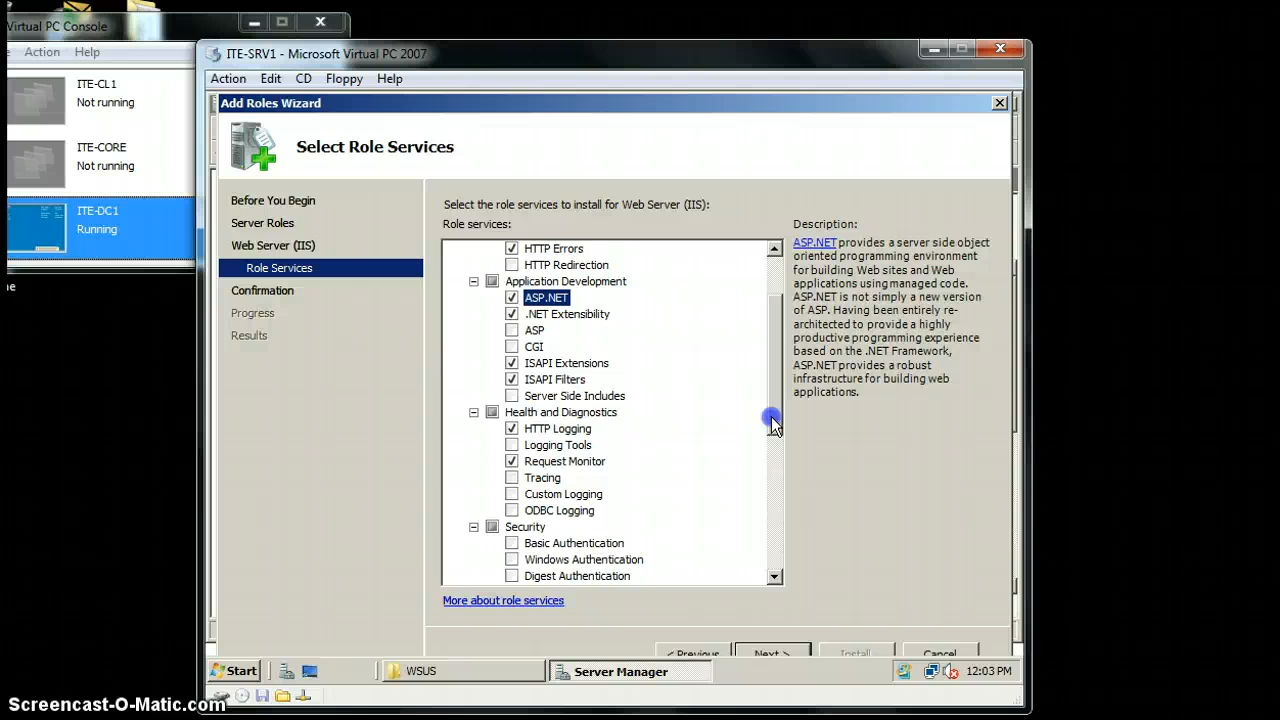 Virtual PC Console
Action Help
ITE-CL1
Not running
ITE-CORE
Not running
ITE-DC1
Running
ITE-SRV1 - Microsoft Virtual PC 2007
Action Edit CD Floppy Help
Add Roles Wizard
Select Role Services
Before You Begin
Server Roles
Web Server (IIS)
Role Services
Confirmation
Progress
Results
Select the role services to install for Web Server (IIS):
Role services:
HTTP Errors
HTTP Redirection
Application Development
ASP.NET
.NET Extensibility
ASP
CGI
ISAPI Extensions
ISAPI Filters
Server Side Includes
Health and Diagnostics
HTTP Logging
Logging Tools
Request Monitor
Tracing
Custom Logging
ODBC Logging
Security
Basic Authentication
Windows Authentication
Digest Authentication
More about role services
Description:
ASP.NET provides a server side object
oriented programming environment
for building Web sites and Web
applications using managed code.
ASP.NET is not simply a new version
of ASP. Having been entirely re-
architected to provide a highly
productive programming experience
based on the .NET Framework,
ASP.NET provides a robust
infrastructure for building web
applications.
< Previous Next > Install Cancel
Start WSUS Server Manager 12:03 PM
Screencast-O-Matic.com